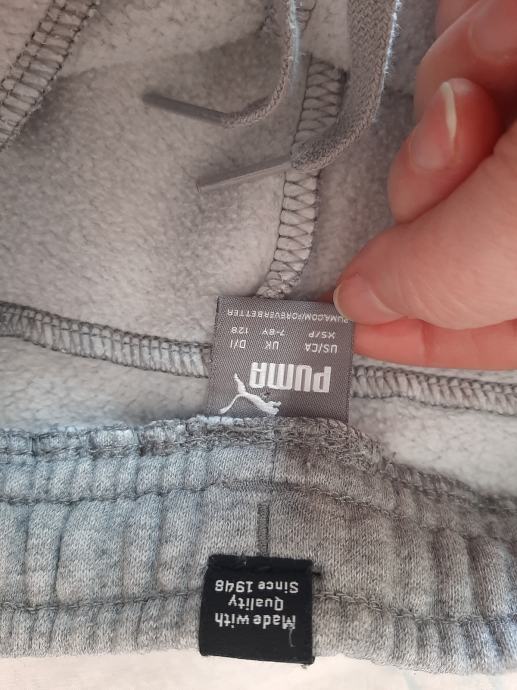 PUMA
US/CA UK D/I
XS/P 7-8Y 128
PUMA.COM/FOREVERBETTER
Made with
Quality
Since 1948